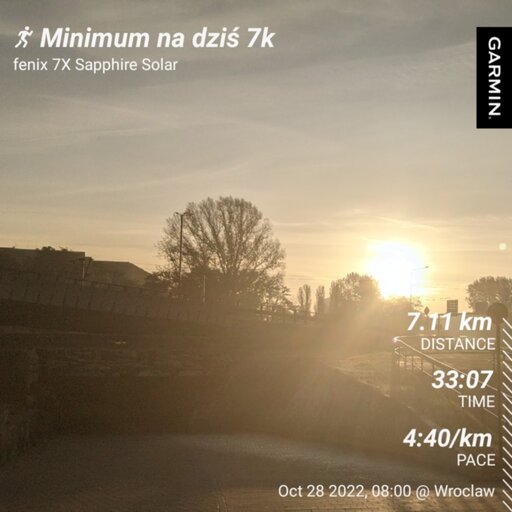 Minimum na dziś 7k
fenix 7X Sapphire Solar
GARMIN.
7.11 km
DISTANCE
33:07
TIME
4:40/km
PACE
Oct 28 2022, 08:00 @ Wroclaw